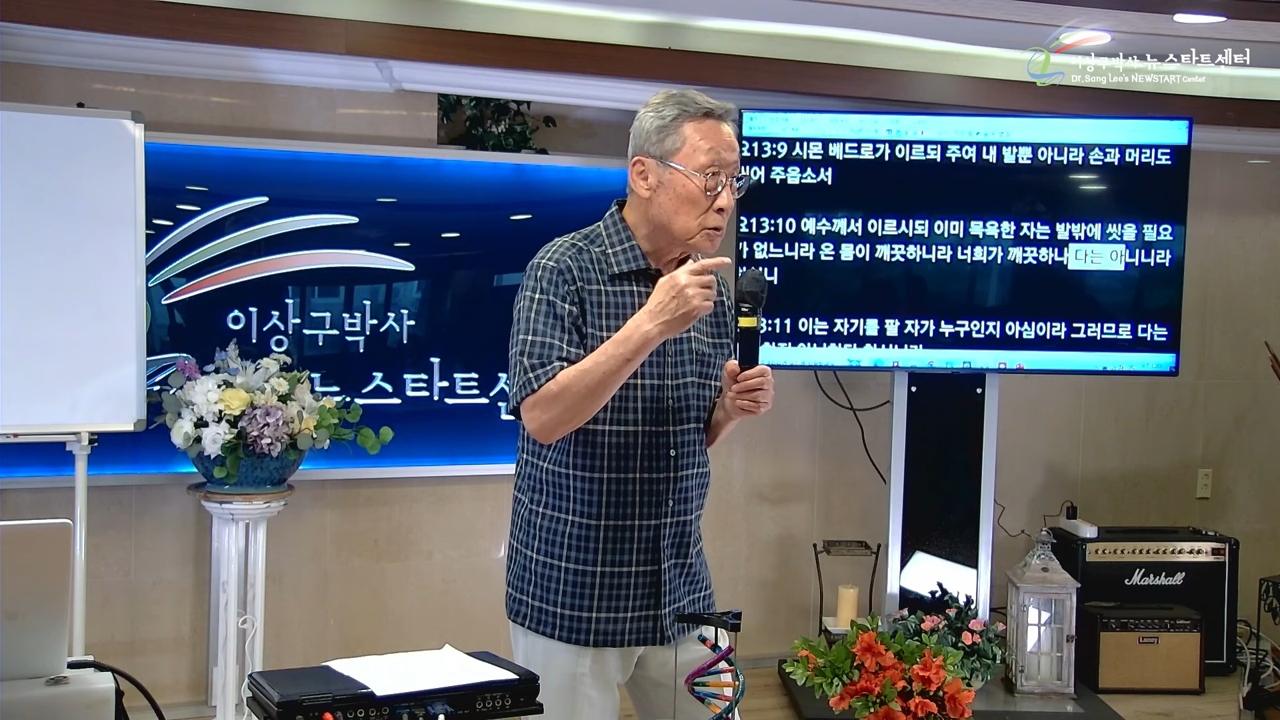 이상구박사 뉴스타트센터
Dr. Sang Lee's NEWSTART Center
13:9 시몬 베드로가 이르되 주여 내 발뿐 아니라 손과 머리도
어 주옵소서
13:10 예수께서 이르시되 이미 목욕한 자는 발밖에 씻을 필요
없느니라 온 몸이 깨끗하니라 너희가 깨끗하나 다는 아니니라
:11 이는 자기를 팔 자가 누구인지 아심이라 그러므로 다는
이상구박사
뉴스타트센
Marshall
Laney